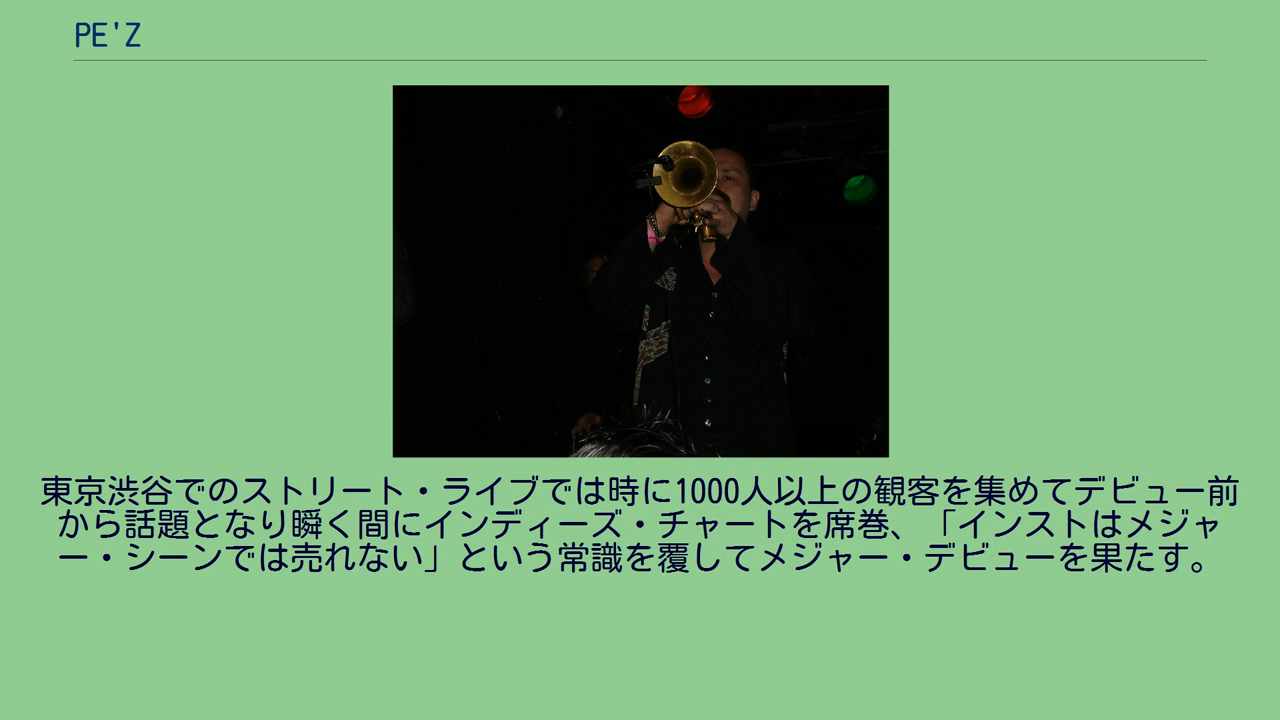 PE'Z
東京渋谷でのストリート・ライブでは時に1000人以上の観客を集めてデビュー前
から話題となり瞬く間にインディーズ・チャートを席巻、「インストはメジャ
ー・シーンでは売れない」という常識を覆してメジャー・デビューを果たす。